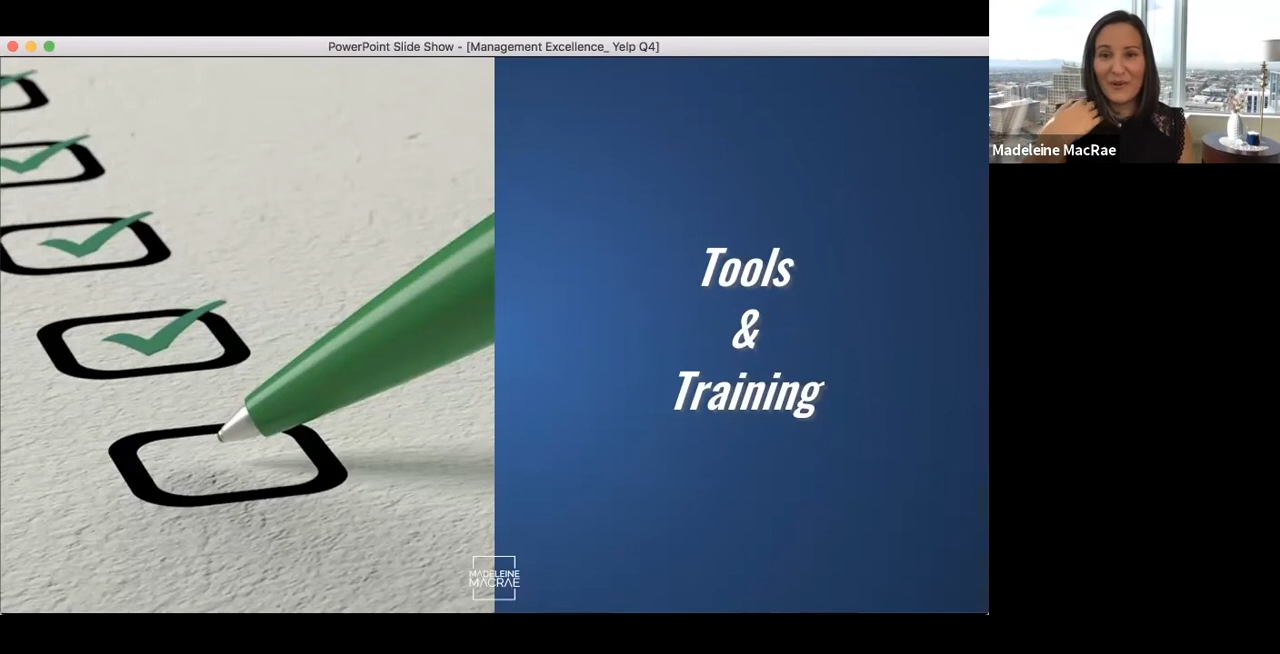 PowerPoint Slide Show - [Management Excellence_ Yelp Q4]
Madeleine MacRae
Tools
&
Training
MADELEINE
MACRAE